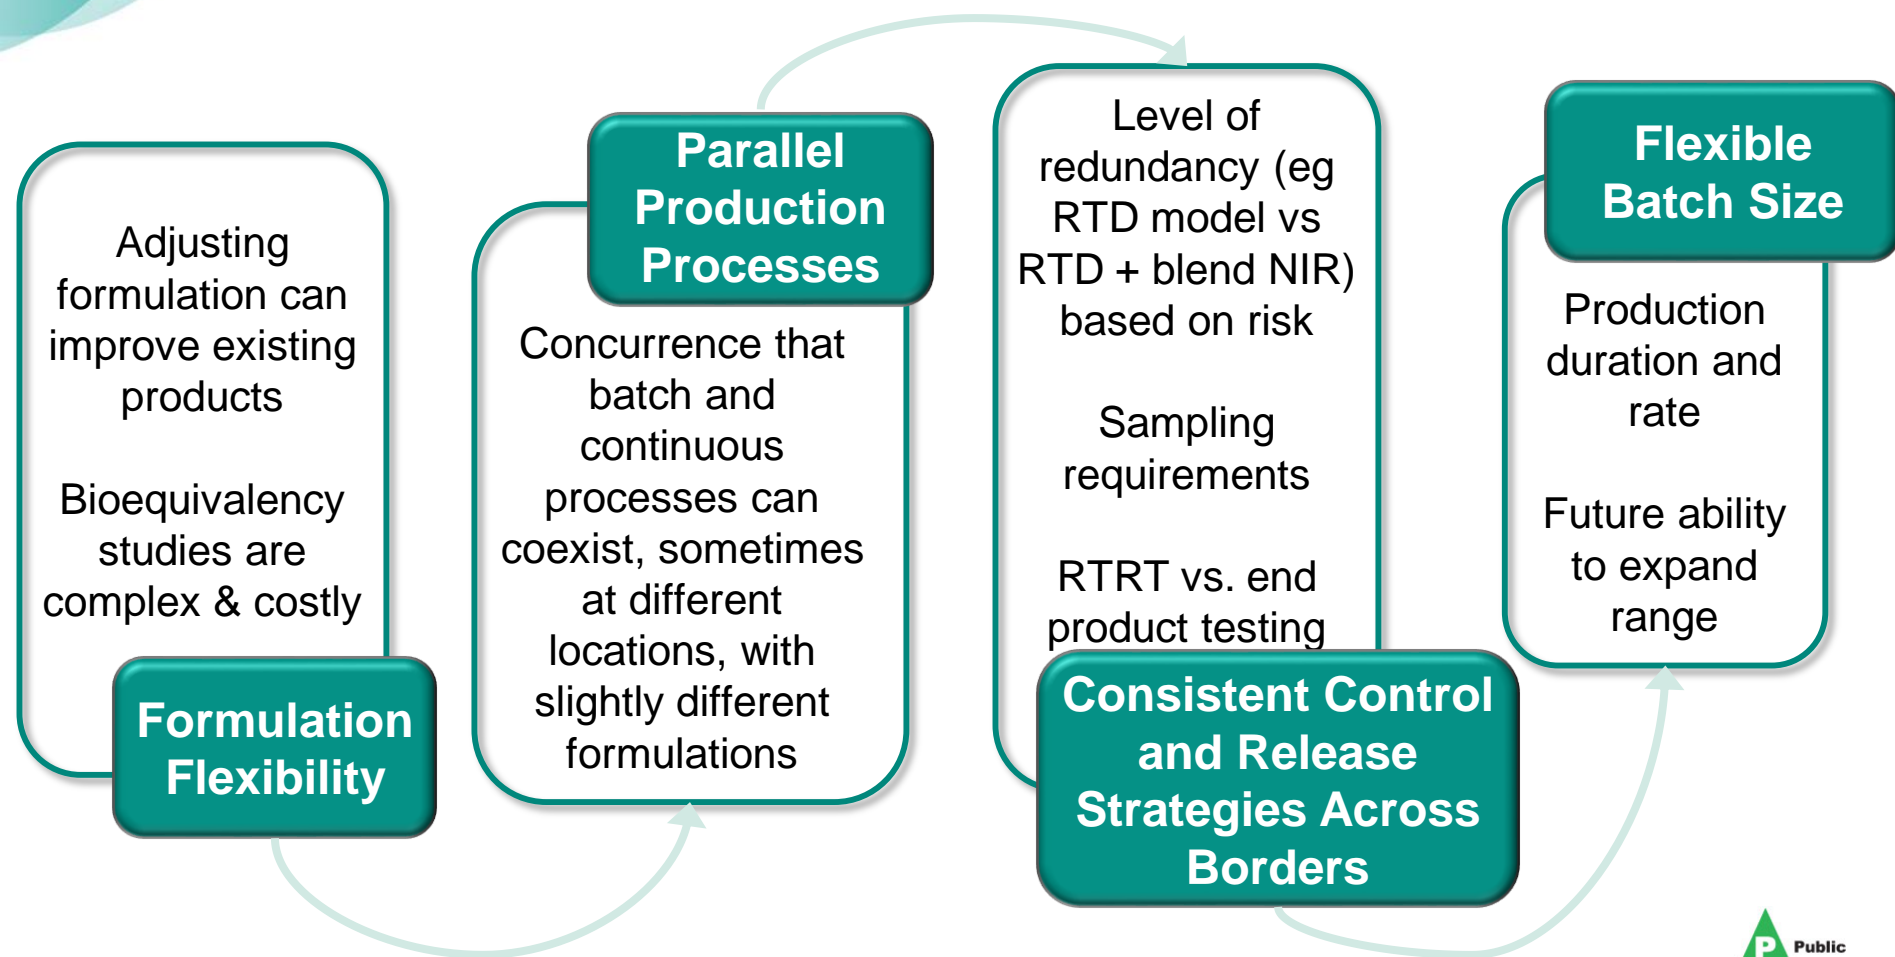 Adjusting
formulation can
improve existing
products
Bioequivalency
studies are
complex & costly
Formulation
Flexibility
Parallel
Production
Processes
Concurrence that
batch and
continuous
processes can
coexist, sometimes
at different
locations, with
slightly different
formulations
Level of
redundancy (eg
RTD model vs
RTD + blend NIR)
based on risk
Sampling
requirements
RTRT vs. end
product testing
Consistent Control
and Release
Strategies Across
Borders
Flexible
Batch Size
Production
duration and
rate
Future ability
to expand
range
P Public